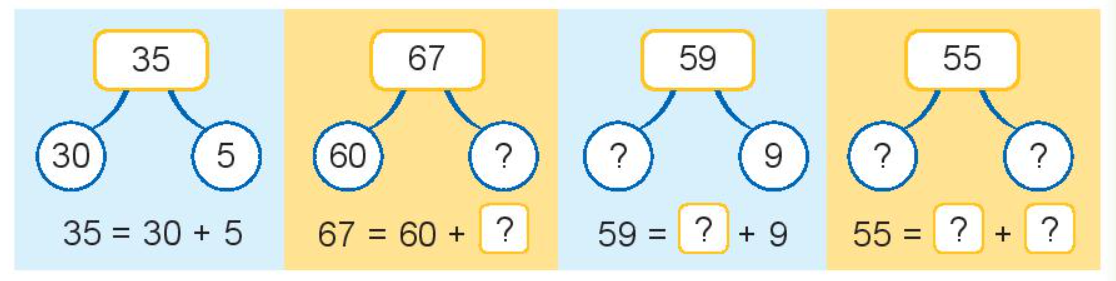 35
30 5
35 = 30 + 5
67
60 ?
67 = 60 + ?
59
? 9
59 = ? + 9
55
? ?
55 = ? + ?